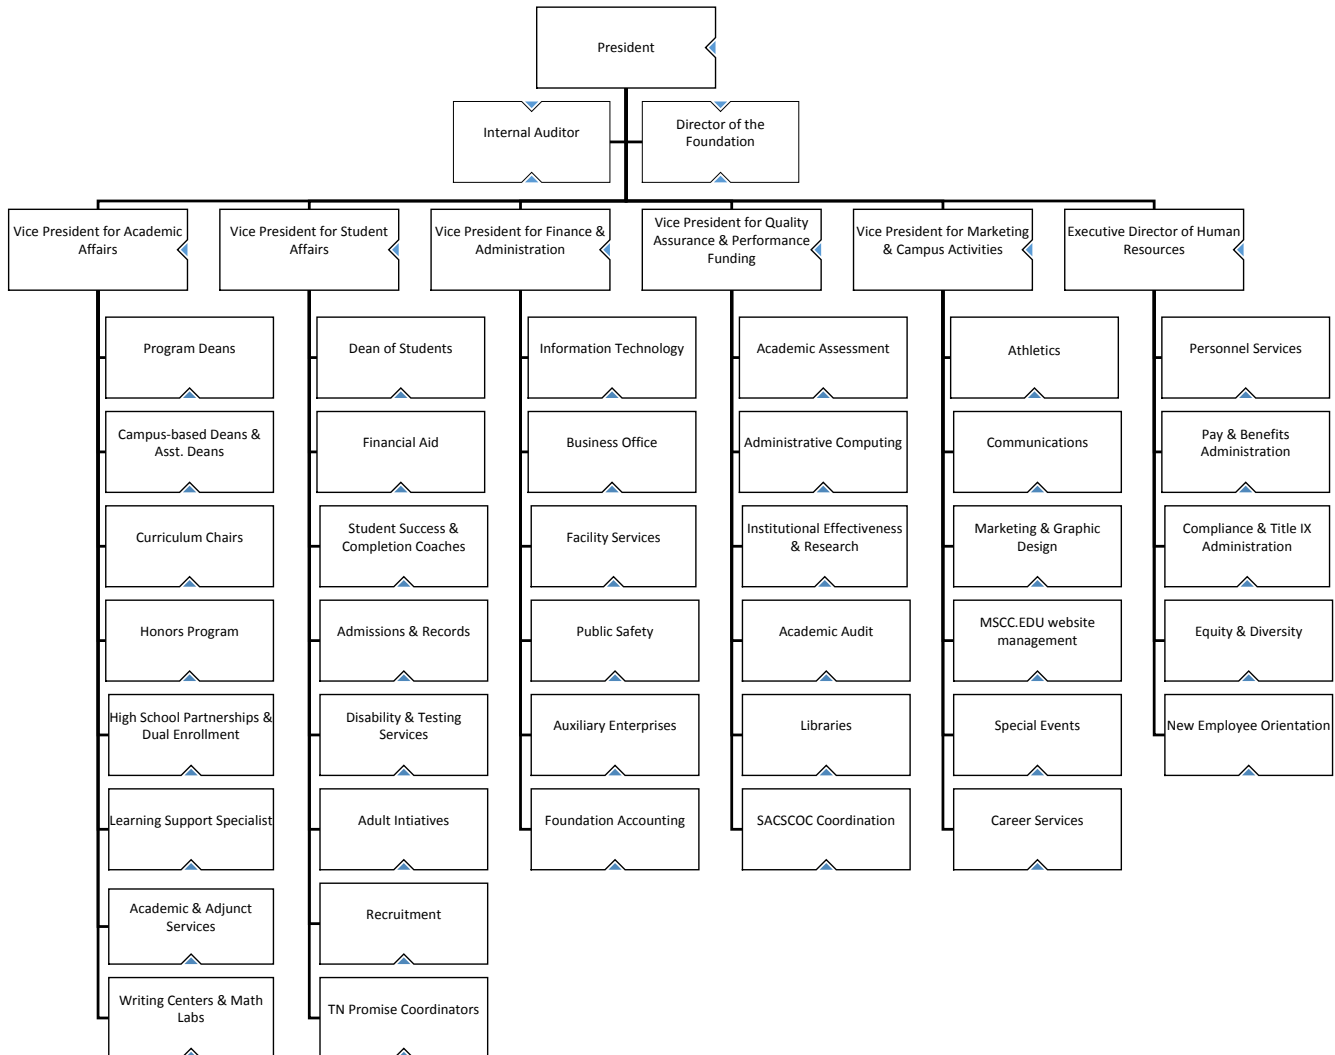 President
Internal Auditor
Director of the
Foundation
Vice President for Academic
Affairs
Vice President for Student
Affairs
Vice President for Finance &
Administration
Vice President for Quality
Assurance & Performance
Funding
Vice President for Marketing
& Campus Activities
Executive Director of Human
Resources
Program Deans
Campus-based Deans &
Asst. Deans
Curriculum Chairs
Honors Program
High School Partnerships &
Dual Enrollment
Learning Support Specialist
Academic & Adjunct
Services
Writing Centers & Math
Labs
Dean of Students
Financial Aid
Student Success &
Completion Coaches
Admissions & Records
Disability & Testing
Services
Adult Intiatives
Recruitment
TN Promise Coordinators
Information Technology
Business Office
Facility Services
Public Safety
Auxiliary Enterprises
Foundation Accounting
Academic Assessment
Administrative Computing
Institutional Effectiveness
& Research
Academic Audit
Libraries
SACSCOC Coordination
Athletics
Communications
Marketing & Graphic
Design
MSCC.EDU website
management
Special Events
Career Services
Personnel Services
Pay & Benefits
Administration
Compliance & Title IX
Administration
Equity & Diversity
New Employee Orientation